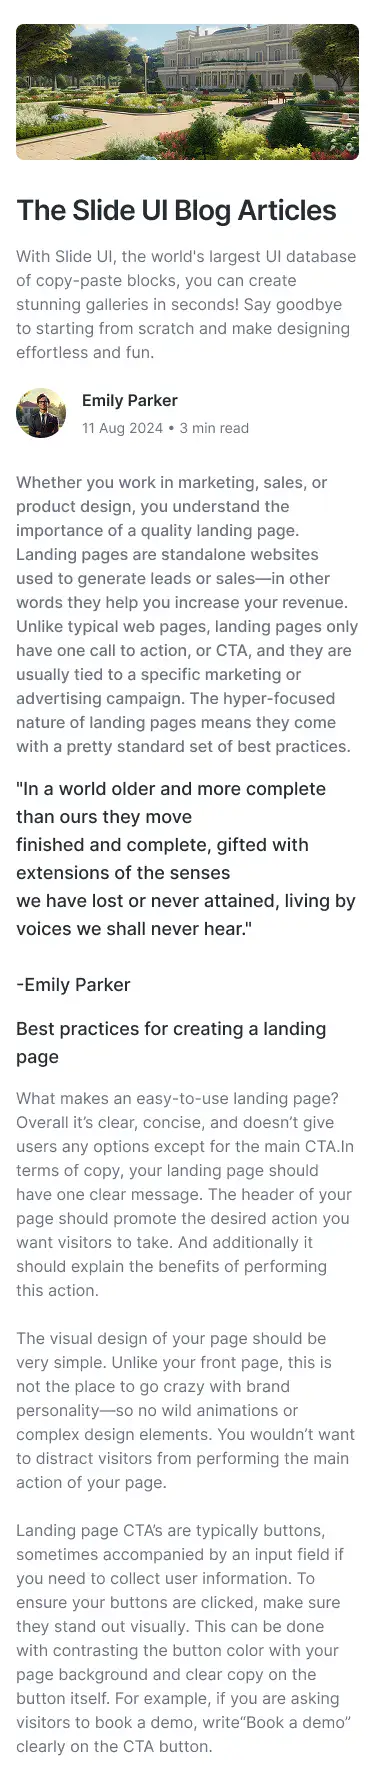 The Slide UI Blog Articles
With Slide UI, the world's largest UI database
of copy-paste blocks, you can create
stunning galleries in seconds! Say goodbye
to starting from scratch and make designing
effortless and fun.
Emily Parker
11 Aug 2024 • 3 min read
Whether you work in marketing, sales, or
product design, you understand the
importance of a quality landing page.
Landing pages are standalone websites
used to generate leads or sales—in other
words they help you increase your revenue.
Unlike typical web pages, landing pages only
have one call to action, or CTA, and they are
usually tied to a specific marketing or
advertising campaign. The hyper-focused
nature of landing pages means they come
with a pretty standard set of best practices.
"In a world older and more complete
than ours they move
finished and complete, gifted with
extensions of the senses
we have lost or never attained, living by
voices we shall never hear."
-Emily Parker
Best practices for creating a landing
page
What makes an easy-to-use landing page?
Overall it’s clear, concise, and doesn’t give
users any options except for the main CTA.In
terms of copy, your landing page should
have one clear message. The header of your
page should promote the desired action you
want visitors to take. And additionally it
should explain the benefits of performing
this action.
The visual design of your page should be
very simple. Unlike your front page, this is
not the place to go crazy with brand
personality—so no wild animations or
complex design elements. You wouldn’t want
to distract visitors from performing the main
action of your page.
Landing page CTA’s are typically buttons,
sometimes accompanied by an input field if
you need to collect user information. To
ensure your buttons are clicked, make sure
they stand out visually. This can be done
with contrasting the button color with your
page background and clear copy on the
button itself. For example, if you are asking
visitors to book a demo, write“Book a demo”
clearly on the CTA button.